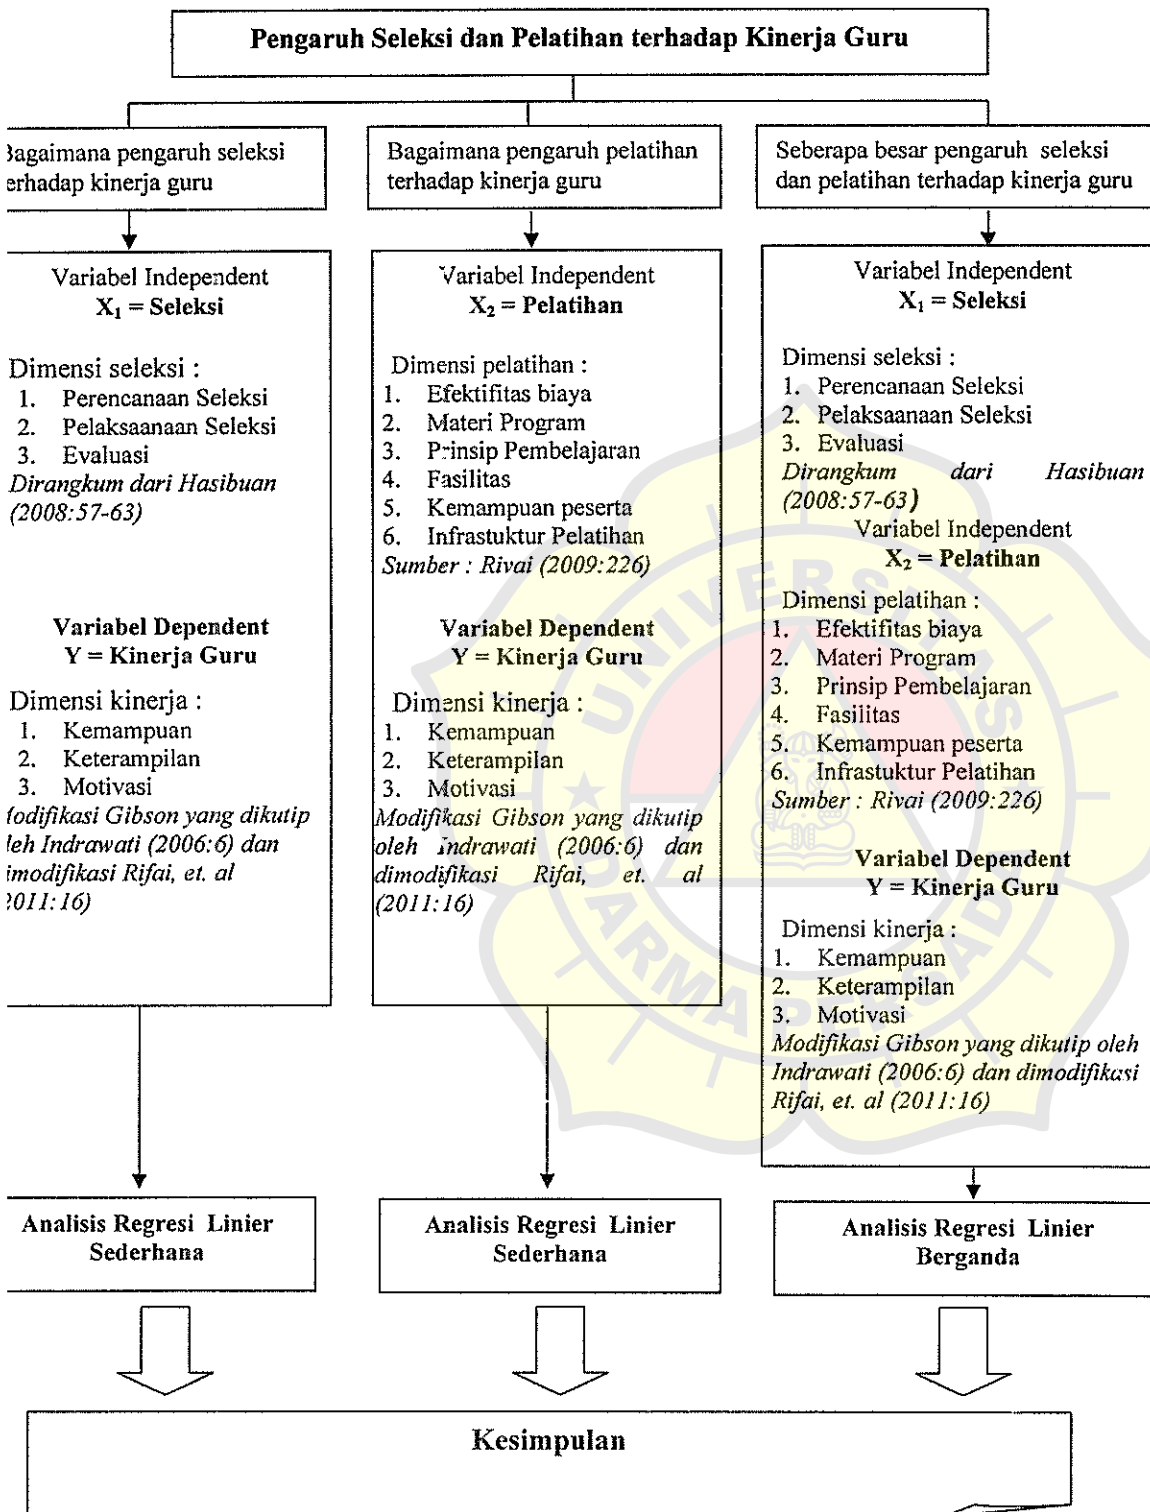 Pengaruh Seleksi dan Pelatihan terhadap Kinerja Guru
Bagaimana pengaruh seleksi
erhadap kinerja guru
Bagaimana pengaruh pelatihan
terhadap kinerja guru
Seberapa besar pengaruh seleksi
dan pelatihan terhadap kinerja guru
Variabel Independent
X₁ = Seleksi
Dimensi seleksi :
1. Perencanaan Seleksi
2. Pelaksaanaan Seleksi
3. Evaluasi
Dirangkum dari Hasibuan
(2008:57-63)
Variabel Dependent
Y = Kinerja Guru
Dimensi kinerja :
1. Kemampuan
2. Keterampilan
3. Motivasi
Modifikasi Gibson yang dikutip
leh Indrawati (2006:6) dan
imodifikasi Rifai, et. al
2011:16)
Variabel Independent
X₂ = Pelatihan
Dimensi pelatihan :
1. Efektifitas biaya
2. Materi Program
3. Prinsip Pembelajaran
4. Fasilitas
5. Kemampuan peserta
6. Infrastuktur Pelatihan
Sumber : Rivai (2009:226)
Variabel Dependent
Y = Kinerja Guru
Dimensi kinerja :
1. Kemampuan
2. Keterampilan
3. Motivasi
Modifikasi Gibson yang dikutip
oleh Indrawati (2006:6) dan
dimodifikasi Rifai, et. al
(2011:16)
Variabel Independent
X₁ = Seleksi
Dimensi seleksi :
1. Perencanaan Seleksi
2. Pelaksaanaan Seleksi
3. Evaluasi
Dirangkum dari Hasibuan
(2008:57-63)
Variabel Independent
X₂ = Pelatihan
Dimensi pelatihan :
1. Efektifitas biaya
2. Materi Program
3. Prinsip Pembelajaran
4. Fasilitas
5. Kemampuan peserta
6. Infrastuktur Pelatihan
Sumber : Rivai (2009:226)
Variabel Dependent
Y = Kinerja Guru
Dimensi kinerja :
1. Kemampuan
2. Keterampilan
3. Motivasi
Modifikasi Gibson yang dikutip oleh
Indrawati (2006:6) dan dimodifikasi
Rifai, et. al (2011:16)
UNIVERSITAS
DARMA PERSADA
Analisis Regresi Linier
Sederhana
Analisis Regresi Linier
Sederhana
Analisis Regresi Linier
Berganda
Kesimpulan